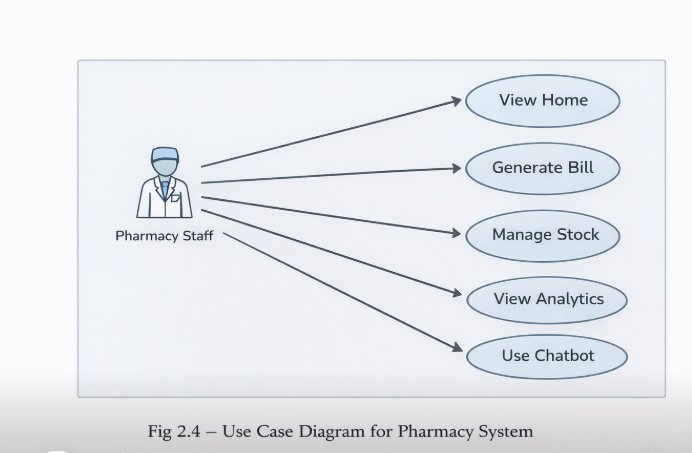 View Home
Generate Bill
Manage Stock
Pharmacy Staff
View Analytics
Use Chatbot
Fig 2.4 – Use Case Diagram for Pharmacy System